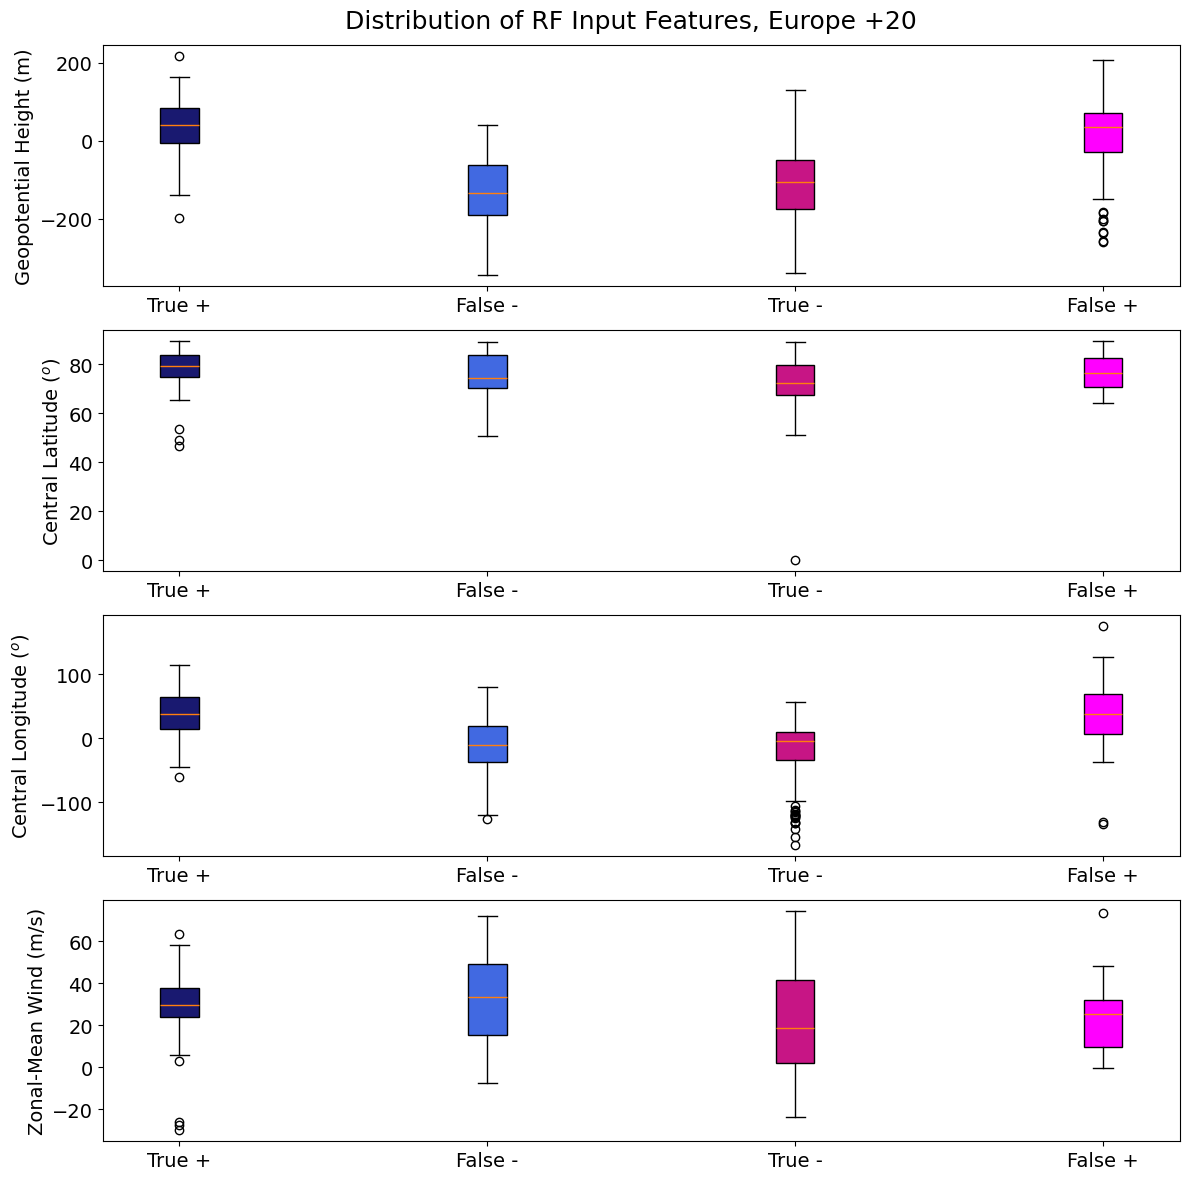 Distribution of RF Input Features, Europe +20
Geopotential Height (m)
200
0
−200
True +
False -
True -
False +
Central Latitude (°)
80
60
40
20
0
True +
False -
True -
False +
Central Longitude (°)
100
0
−100
True +
False -
True -
False +
Zonal-Mean Wind (m/s)
60
40
20
0
−20
True +
False -
True -
False +